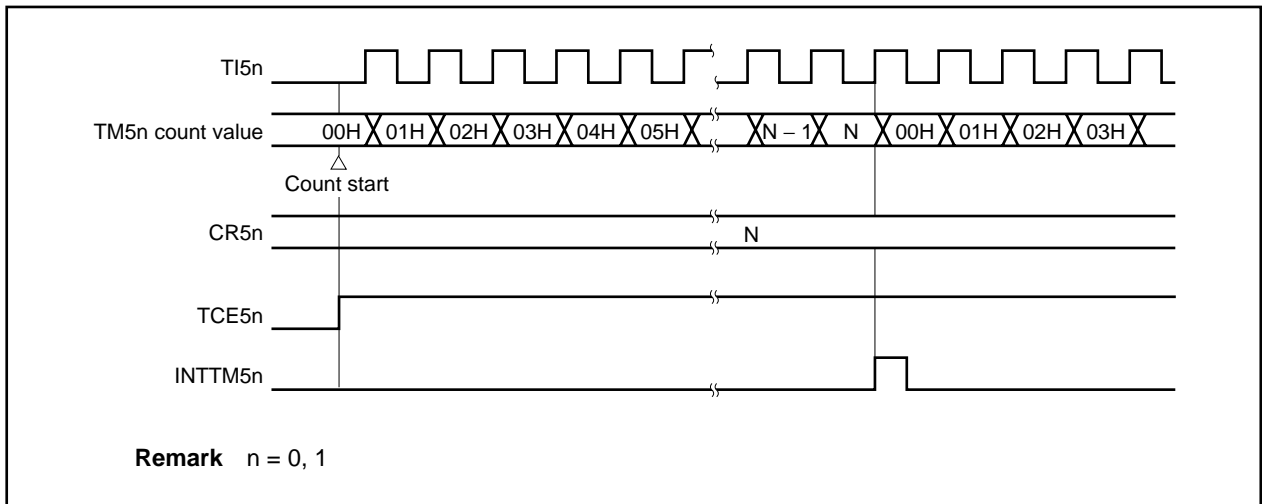 TI5n
TM5n count value 00H 01H 02H 03H 04H 05H N – 1 N 00H 01H 02H 03H
Count start
CR5n N
TCE5n
INTTM5n
Remark n = 0, 1